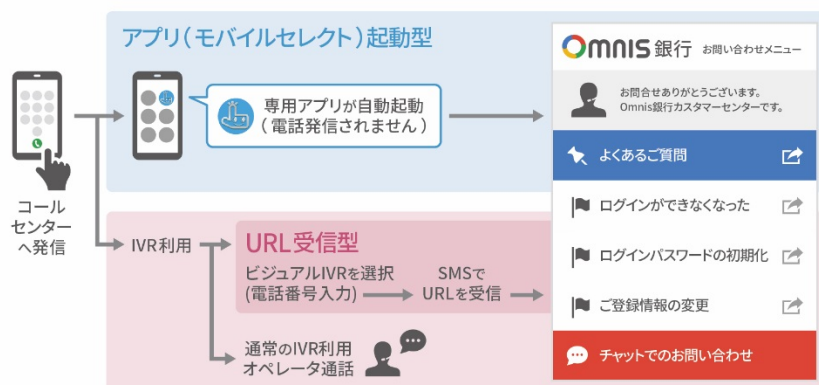 アプリ(モバイルセレクト)起動型
専用アプリが自動起動
(電話発信されません)
コール
センター
へ発信
IVR利用
URL受信型
ビジュアルIVRを選択
(電話番号入力)
SMSで
URLを受信
通常のIVR利用
オペレータ通話
OMNIS 銀行 お問い合わせメニュー
お問合せありがとうございます。
Omnis銀行カスタマーセンターです。
よくあるご質問
ログインができなくなった
ログインパスワードの初期化
ご登録情報の変更
チャットでのお問い合わせ